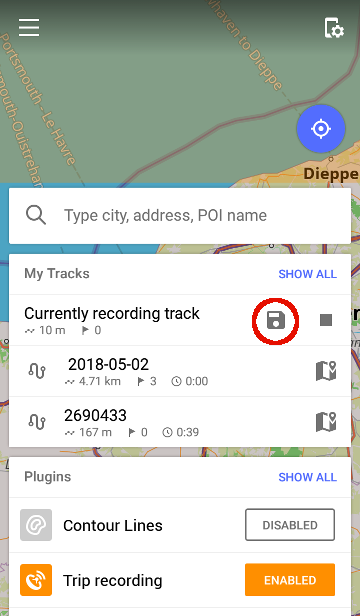 Portsmouth - Le Havre
Portsmouth-Ouistreham
to Dieppe
Dieppe
Type city, address, POI name
My Tracks
SHOW ALL
Currently recording track
10 m 0
2018-05-02
4.71 km 3 0:00
2690433
167 m 0 0:39
Plugins
SHOW ALL
Contour Lines
DISABLED
Trip recording
ENABLED